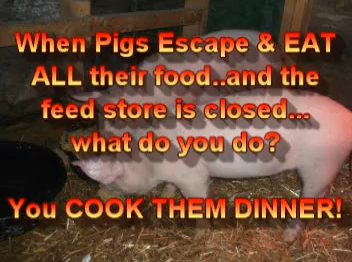 When Pigs Escape & EAT
ALL their food..and the
feed store is closed...
what do you do?
You COOK THEM DINNER!